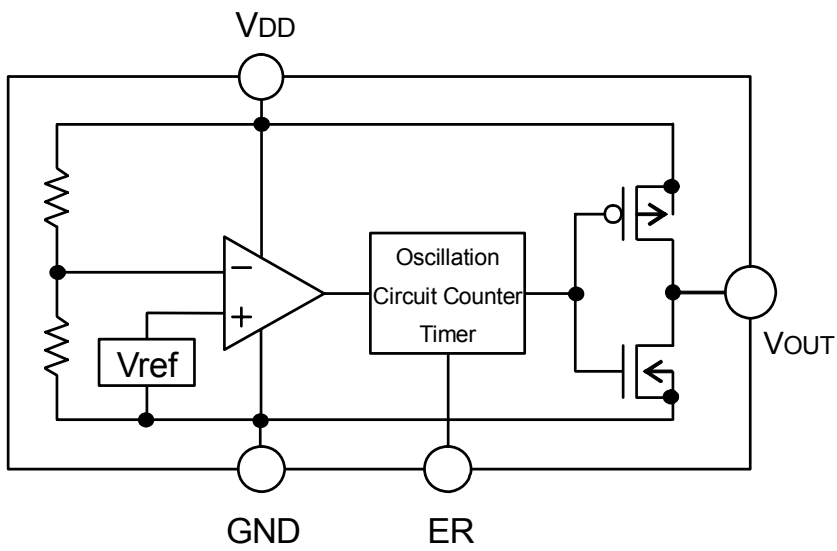 VDD
Oscillation
Circuit Counter
Timer
−
+
Vref
VOUT
GND
ER